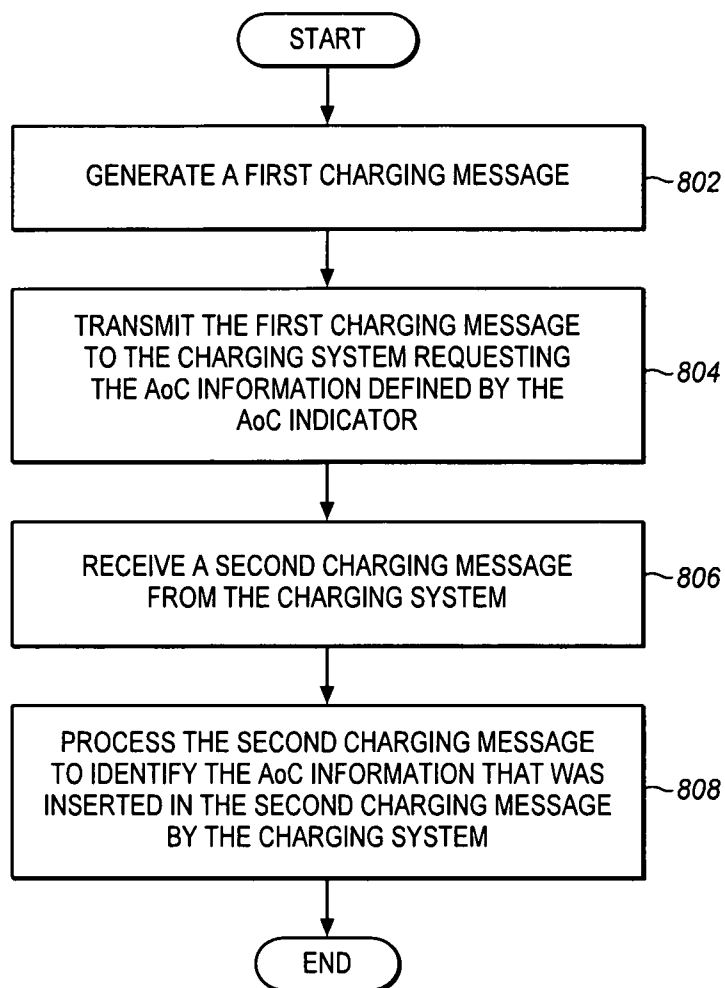 START
GENERATE A FIRST CHARGING MESSAGE
802
TRANSMIT THE FIRST CHARGING MESSAGE
TO THE CHARGING SYSTEM REQUESTING
THE AoC INFORMATION DEFINED BY THE
AoC INDICATOR
804
RECEIVE A SECOND CHARGING MESSAGE
FROM THE CHARGING SYSTEM
806
PROCESS THE SECOND CHARGING MESSAGE
TO IDENTIFY THE AoC INFORMATION THAT WAS
INSERTED IN THE SECOND CHARGING MESSAGE
BY THE CHARGING SYSTEM
808
END